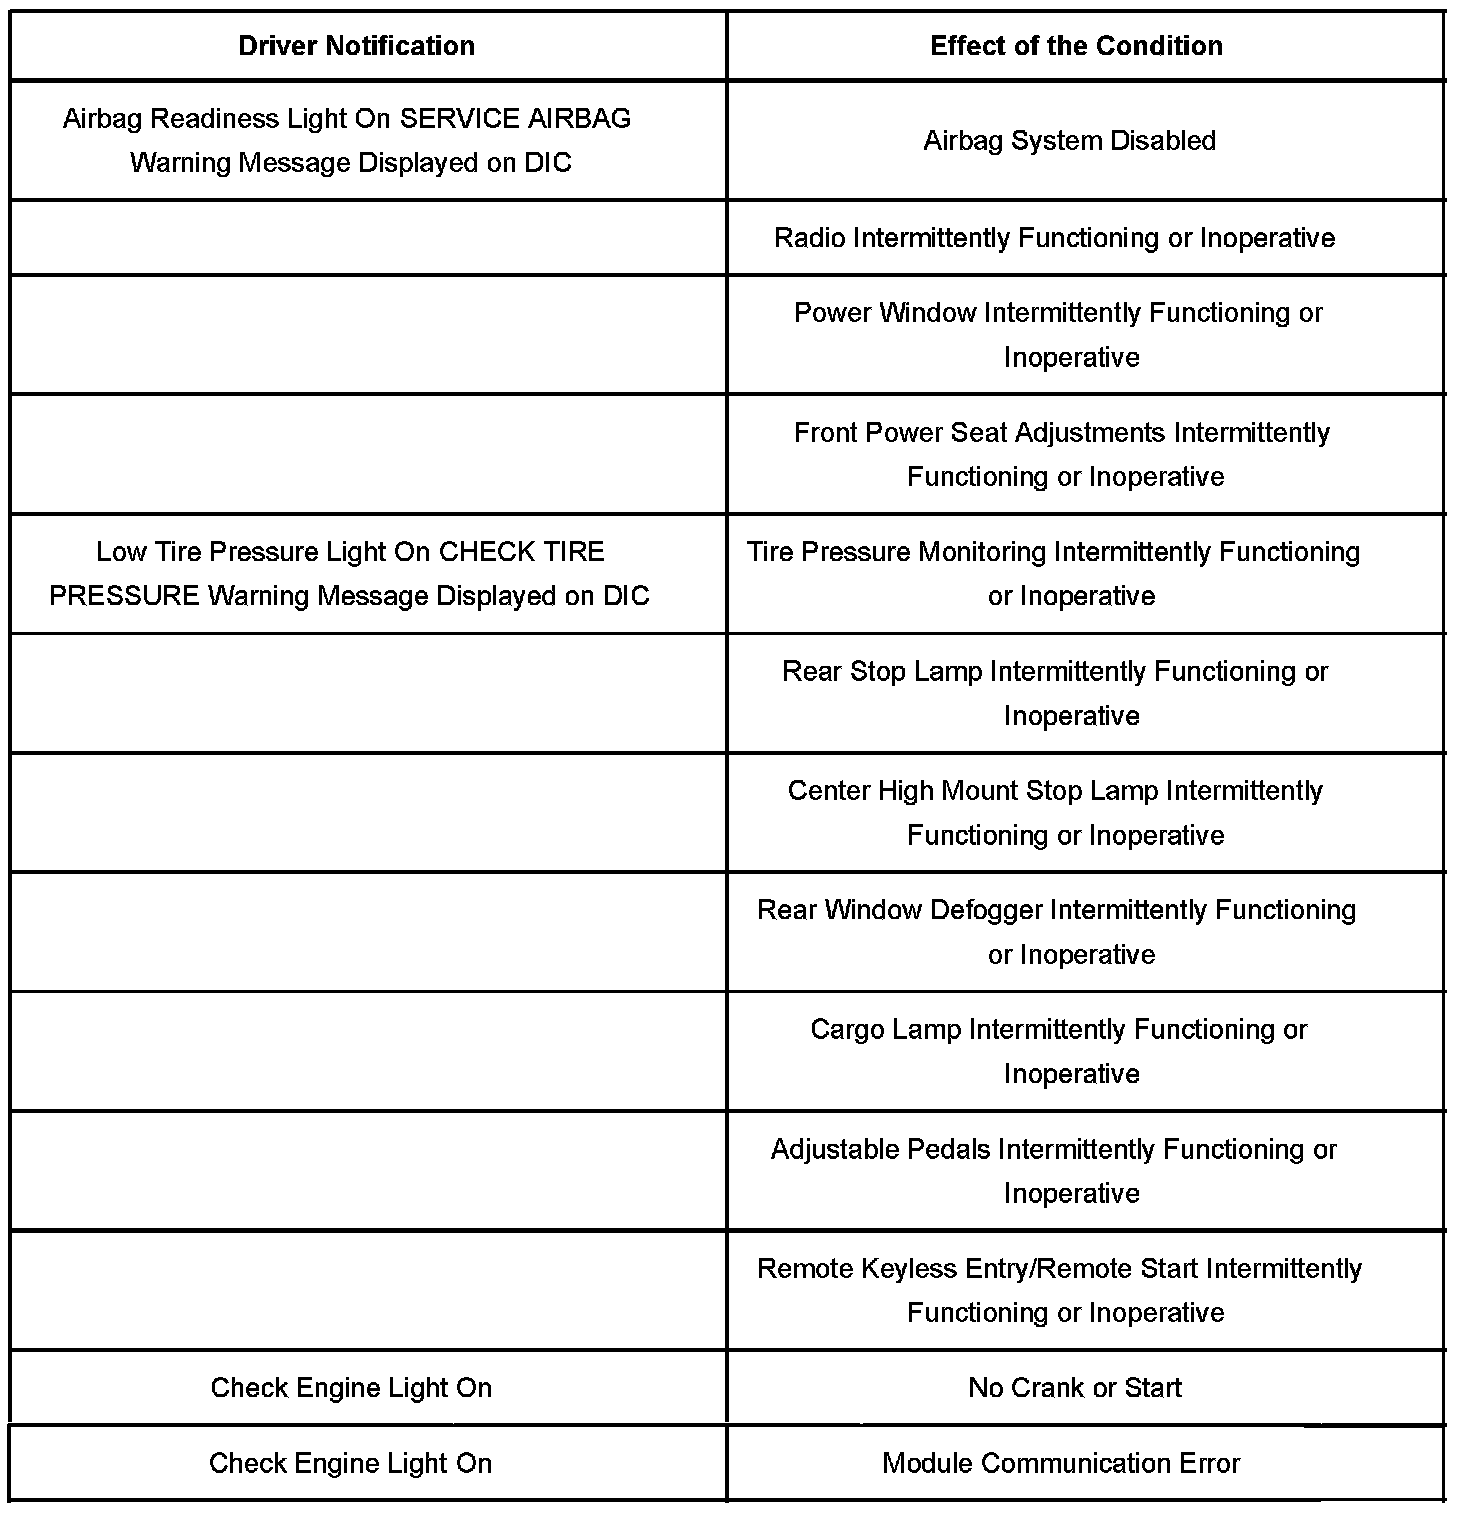 Driver Notification
Effect of the Condition
Airbag Readiness Light On SERVICE AIRBAG
Warning Message Displayed on DIC
Airbag System Disabled
Radio Intermittently Functioning or Inoperative
Power Window Intermittently Functioning or
Inoperative
Front Power Seat Adjustments Intermittently
Functioning or Inoperative
Low Tire Pressure Light On CHECK TIRE
PRESSURE Warning Message Displayed on DIC
Tire Pressure Monitoring Intermittently Functioning
or Inoperative
Rear Stop Lamp Intermittently Functioning or
Inoperative
Center High Mount Stop Lamp Intermittently
Functioning or Inoperative
Rear Window Defogger Intermittently Functioning
or Inoperative
Cargo Lamp Intermittently Functioning or
Inoperative
Adjustable Pedals Intermittently Functioning or
Inoperative
Remote Keyless Entry/Remote Start Intermittently
Functioning or Inoperative
Check Engine Light On
No Crank or Start
Check Engine Light On
Module Communication Error